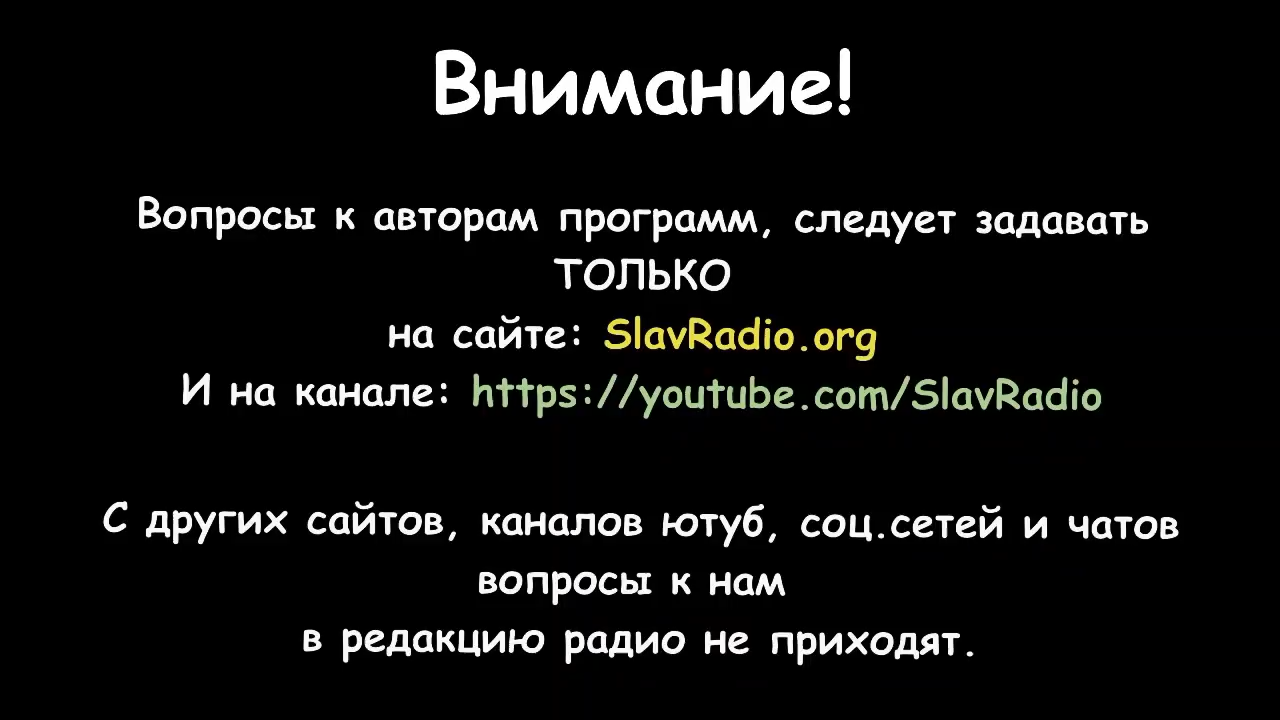 Внимание!
Вопросы к авторам программ, следует задавать
ТОЛЬКО
на сайте: SlavRadio.org
И на канале: https://youtube.com/SlavRadio
С других сайтов, каналов ютуб, соц.сетей и чатов
вопросы к нам
в редакцию радио не приходят.